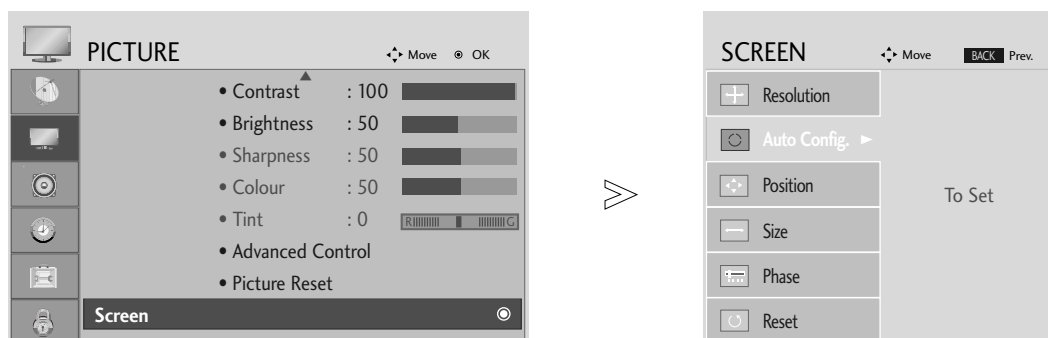 PICTURE Move OK
• Contrast : 100
• Brightness : 50
• Sharpness : 50
• Colour : 50
• Tint : 0 R G
• Advanced Control
• Picture Reset
Screen
SCREEN Move BACK Prev.
Resolution
Auto Config. ►
Position
To Set
Size
Phase
Reset